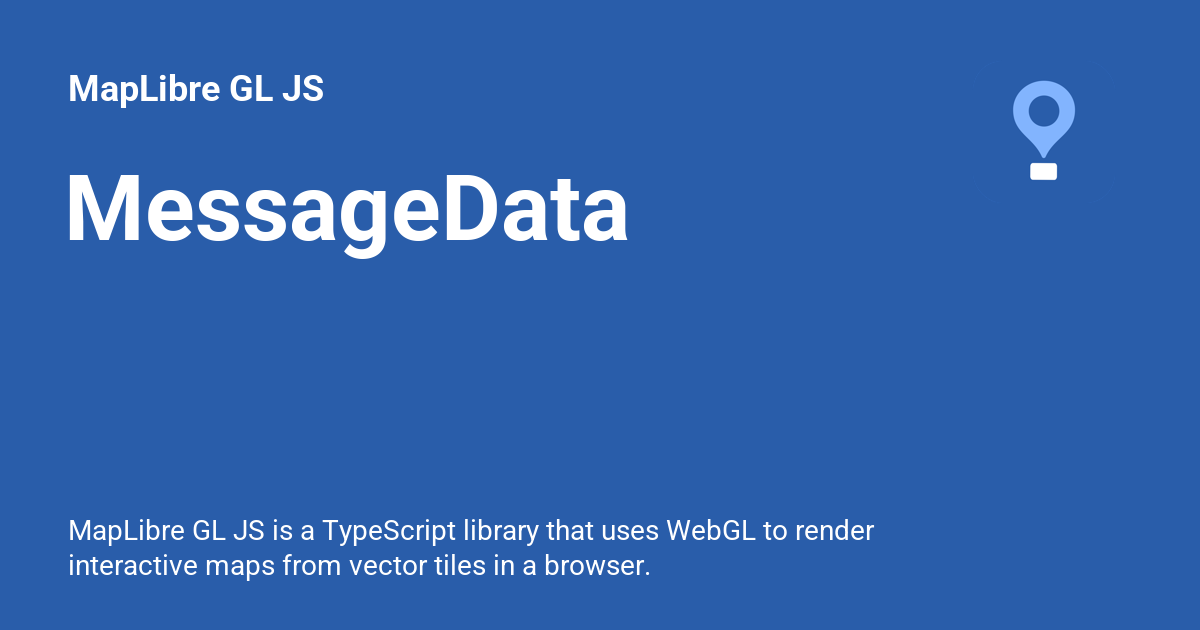 MapLibre GL JS
MessageData
MapLibre GL JS is a TypeScript library that uses WebGL to render
interactive maps from vector tiles in a browser.